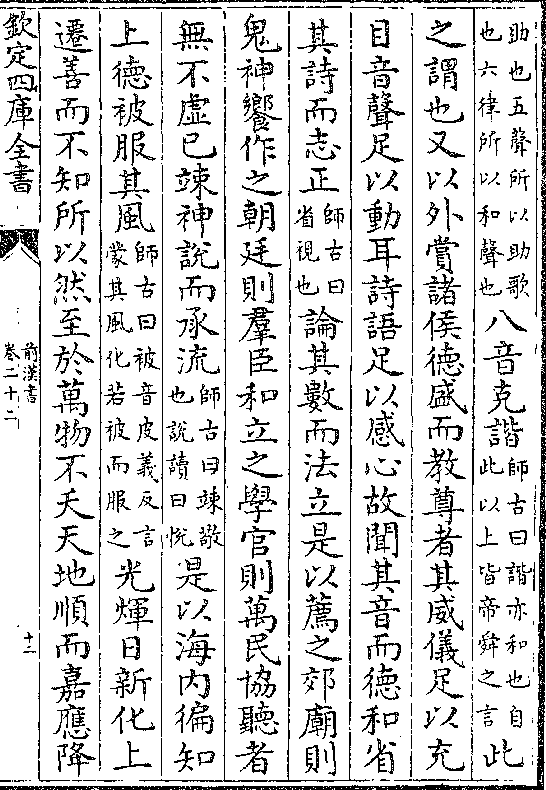 助也五聲所以助歌也六律所以和聲也八音克諧師古曰諧亦和也自此以上皆帝舜之言此
之謂也又以外賞諸侯德盛而教尊者其威儀足以充
目音聲足以動耳詩語足以感心故聞其音而德和省
其詩而志正師古曰省視也論其數而法立是以薦之郊廟則
鬼神饗作之朝廷則羣臣和立之學官則萬民協聽者
無不虛已竦神說而承流師古曰竦敬也說讀曰悅是以海内徧知
上德被服其風師古曰被音皮義反言蒙其風化若被而服之光煇日新化上
遷善而不知所以然至於萬物不夭天地順而嘉應降
欽定四庫全書
前漢書
卷二十二
十二